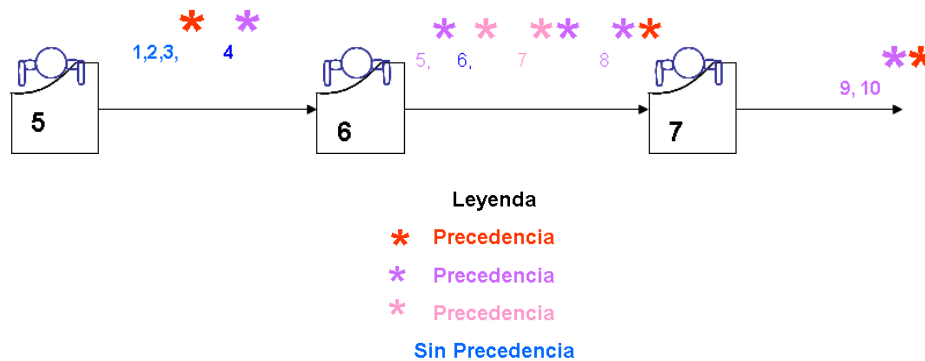 1,2,3, * 4 *
5, * 6, * 7 * * 8 * *
9, 10 * *
5 6 7
Leyenda
* Precedencia
* Precedencia
* Precedencia
Sin Precedencia